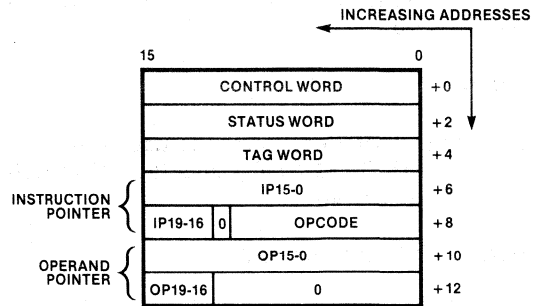 INCREASING ADDRESSES
15 0
CONTROL WORD +0
STATUS WORD +2
TAG WORD +4
INSTRUCTION POINTER
IP15-0 +6
IP19-16 0 OPCODE +8
OPERAND POINTER
OP15-0 +10
OP19-16 0 +12